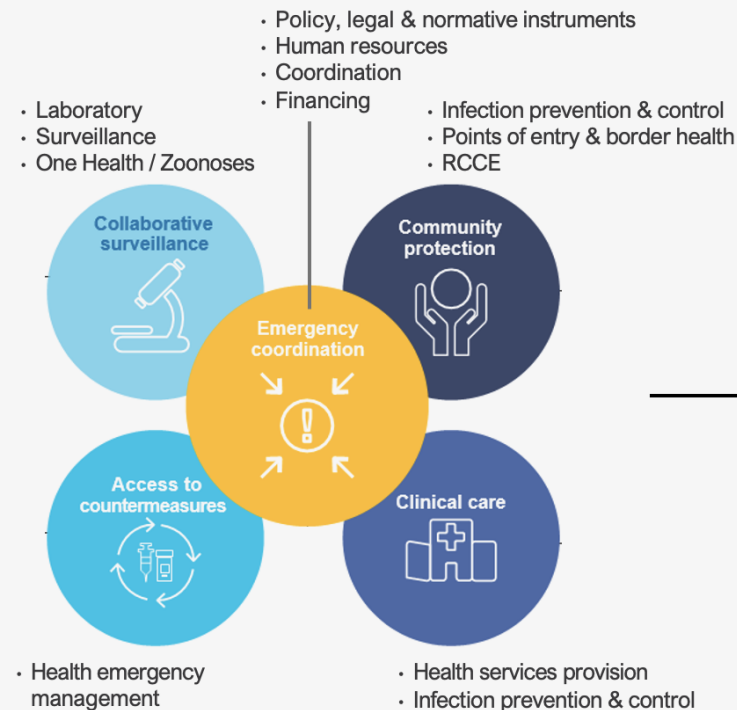 · Policy, legal & normative instruments
· Human resources
· Coordination
· Financing
· Laboratory
· Surveillance
· One Health / Zoonoses
· Infection prevention & control
· Points of entry & border health
· RCCE
Collaborative
surveillance
Community
protection
Emergency
coordination
Access to
countermeasures
Clinical care
· Health emergency
management
· Health services provision
· Infection prevention & control